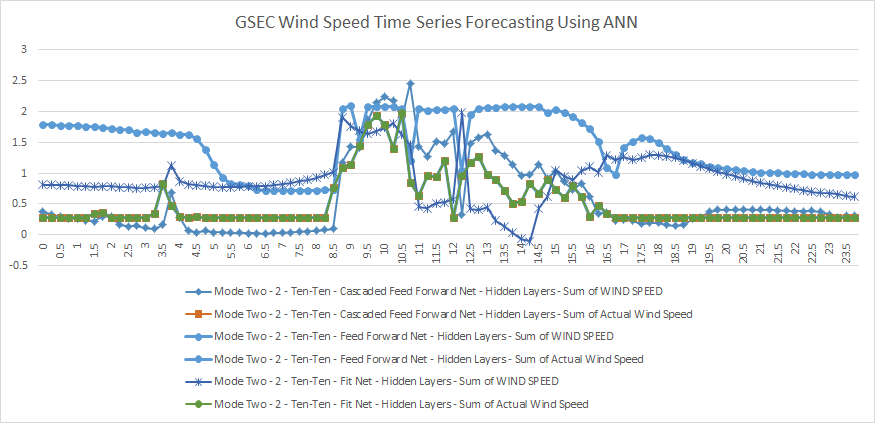 GSEC Wind Speed Time Series Forecasting Using ANN
3
2.5
2
1.5
1
0.5
0
-0.5
0 0.5 1 1.5 2 2.5 3 3.5 4 4.5 5 5.5 6 6.5 7 7.5 8 8.5 9 9.5 10 10.5 11 11.5 12 12.5 13 13.5 14 14.5 15 15.5 16 16.5 17 17.5 18 18.5 19 19.5 20 20.5 21 21.5 22 22.5 23 23.5
Mode Two - 2 - Ten-Ten - Cascaded Feed Forward Net - Hidden Layers - Sum of WIND SPEED
Mode Two - 2 - Ten-Ten - Cascaded Feed Forward Net - Hidden Layers - Sum of Actual Wind Speed
Mode Two - 2 - Ten-Ten - Feed Forward Net - Hidden Layers - Sum of WIND SPEED
Mode Two - 2 - Ten-Ten - Feed Forward Net - Hidden Layers - Sum of Actual Wind Speed
Mode Two - 2 - Ten-Ten - Fit Net - Hidden Layers - Sum of WIND SPEED
Mode Two - 2 - Ten-Ten - Fit Net - Hidden Layers - Sum of Actual Wind Speed